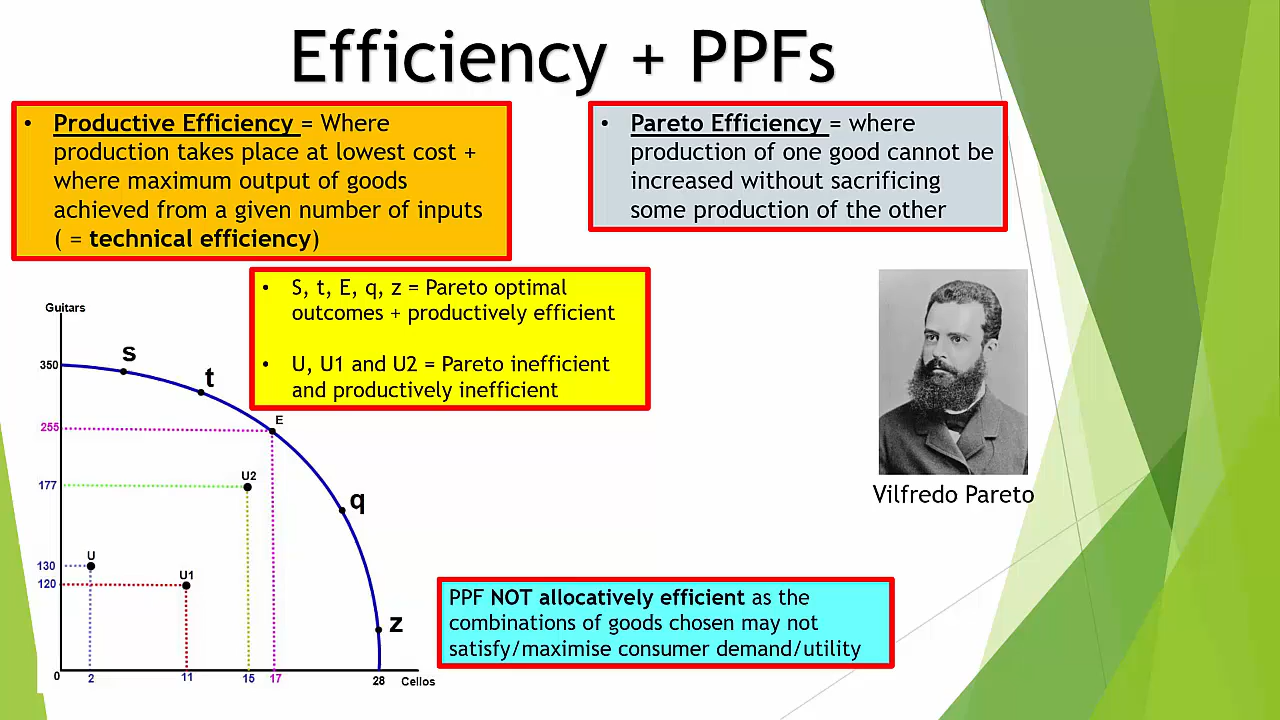 Efficiency + PPFs
• Productive Efficiency = Where
production takes place at lowest cost +
where maximum output of goods
achieved from a given number of inputs
( = technical efficiency)
• Pareto Efficiency = where
production of one good cannot be
increased without sacrificing
some production of the other
• S, t, E, q, z = Pareto optimal
outcomes + productively efficient
• U, U1 and U2 = Pareto inefficient
and productively inefficient
Guitars
350
s
t
255
E
177
U2
q
130
U
120
U1
z
0
2
11
15
17
28
Cellos
Vilfredo Pareto
PPF NOT allocatively efficient as the
combinations of goods chosen may not
satisfy/maximise consumer demand/utility